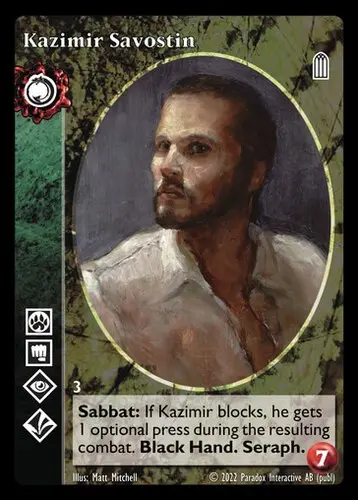 Kazimir Savostin
3
Sabbat: If Kazimir blocks, he gets
1 optional press during the resulting
combat. Black Hand. Seraph.
7
Illus: Matt Mitchell
© 2022 Paradox Interactive AB (publ)